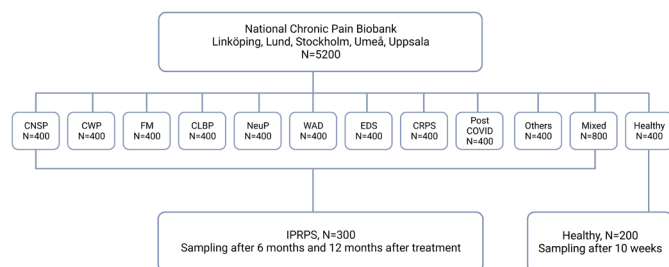 National Chronic Pain Biobank
Linköping, Lund, Stockholm, Umeå, Uppsala
N=5200
CNSP
N=400
CWP
N=400
FM
N=400
CLBP
N=400
NeuP
N=400
WAD
N=400
EDS
N=400
CRPS
N=400
Post
COVID
N=400
Others
N=400
Mixed
N=800
Healthy
N=400
IPRPS, N=300
Sampling after 6 months and 12 months after treatment
Healthy, N=200
Sampling after 10 weeks